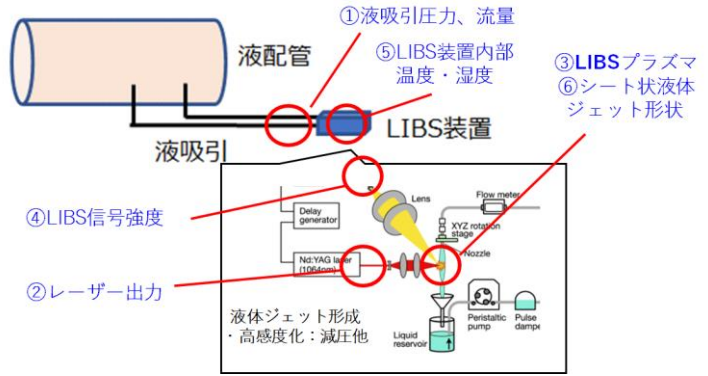 ①液吸引圧力、流量
⑤LIBS装置内部
温度・湿度
③LIBSプラズマ
⑥シート状液体
ジェット形状
液配管
LIBS装置
液吸引
④LIBS信号強度
②レーザー出力
Delay
generator
Lens
Flow meter
XYZ rotation
stage
Nozzle
Nd:YAG laser
(1064nm)
液体ジェット形成
・高感度化：減圧他
Liquid
reservoir
Peristaltic
pump
Pulse
dampe